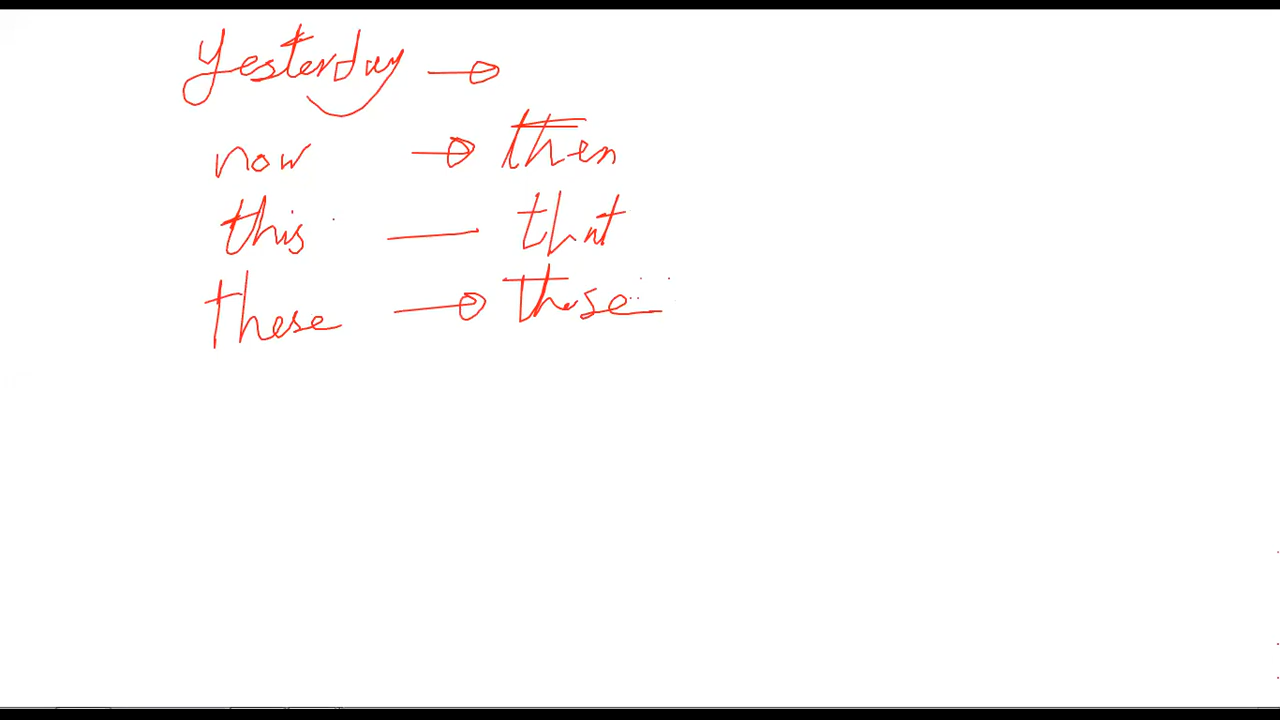 yesterday →
now → then
this — that
these → those